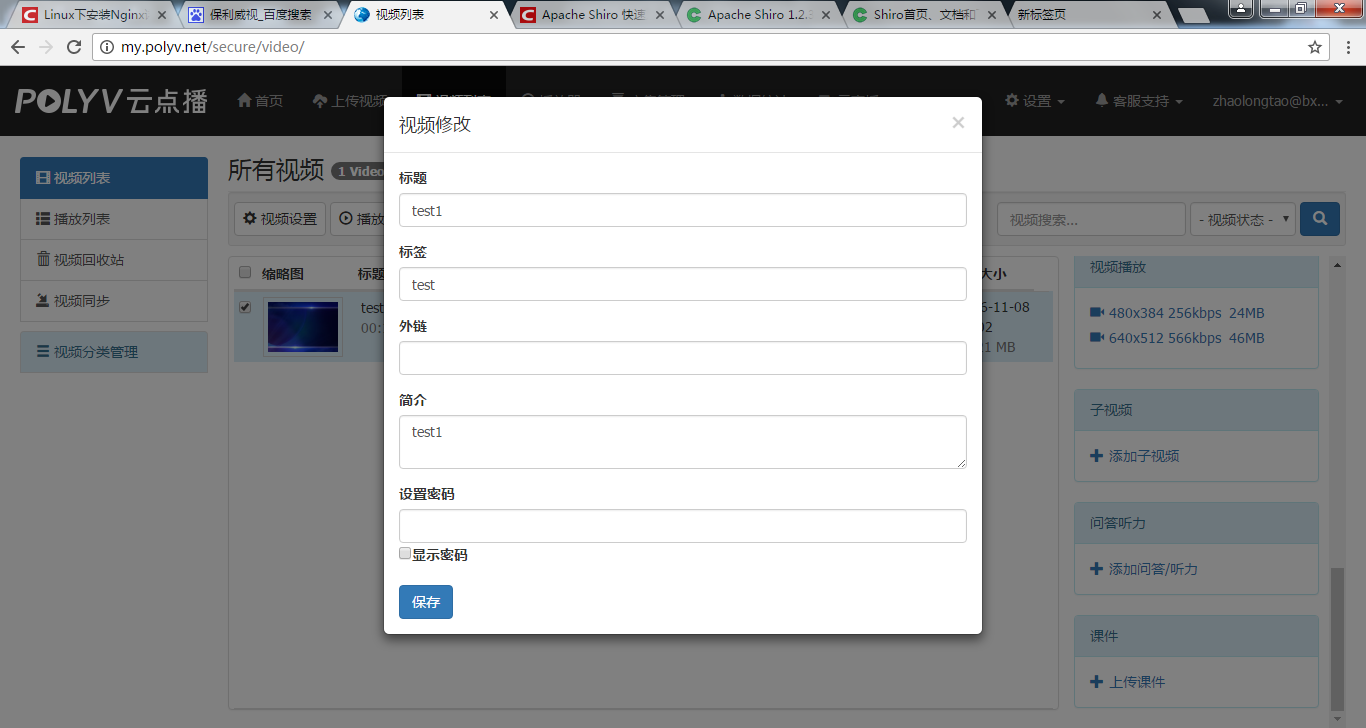 Linux下安装Nginx
保利威视_百度搜索
视频列表
Apache Shiro 快速
Apache Shiro 1.2.3
Shiro首页、文档和
新标签页
my.polyv.net/secure/video/
POLYV云点播
首页
上传视频
设置
客服支持
zhaolongtao@bx...
视频修改
×
标题
test1
标签
test
外链
简介
test1
设置密码
显示密码
保存
视频列表
播放列表
视频回收站
视频同步
视频分类管理
所有视频 1 Video
视频设置
播放
视频搜索...
- 视频状态 -
缩略图
标题
大小
test
00:
6-11-08
02
1 MB
视频播放
480x384 256kbps 24MB
640x512 566kbps 46MB
子视频
添加子视频
问答听力
添加问答/听力
课件
上传课件